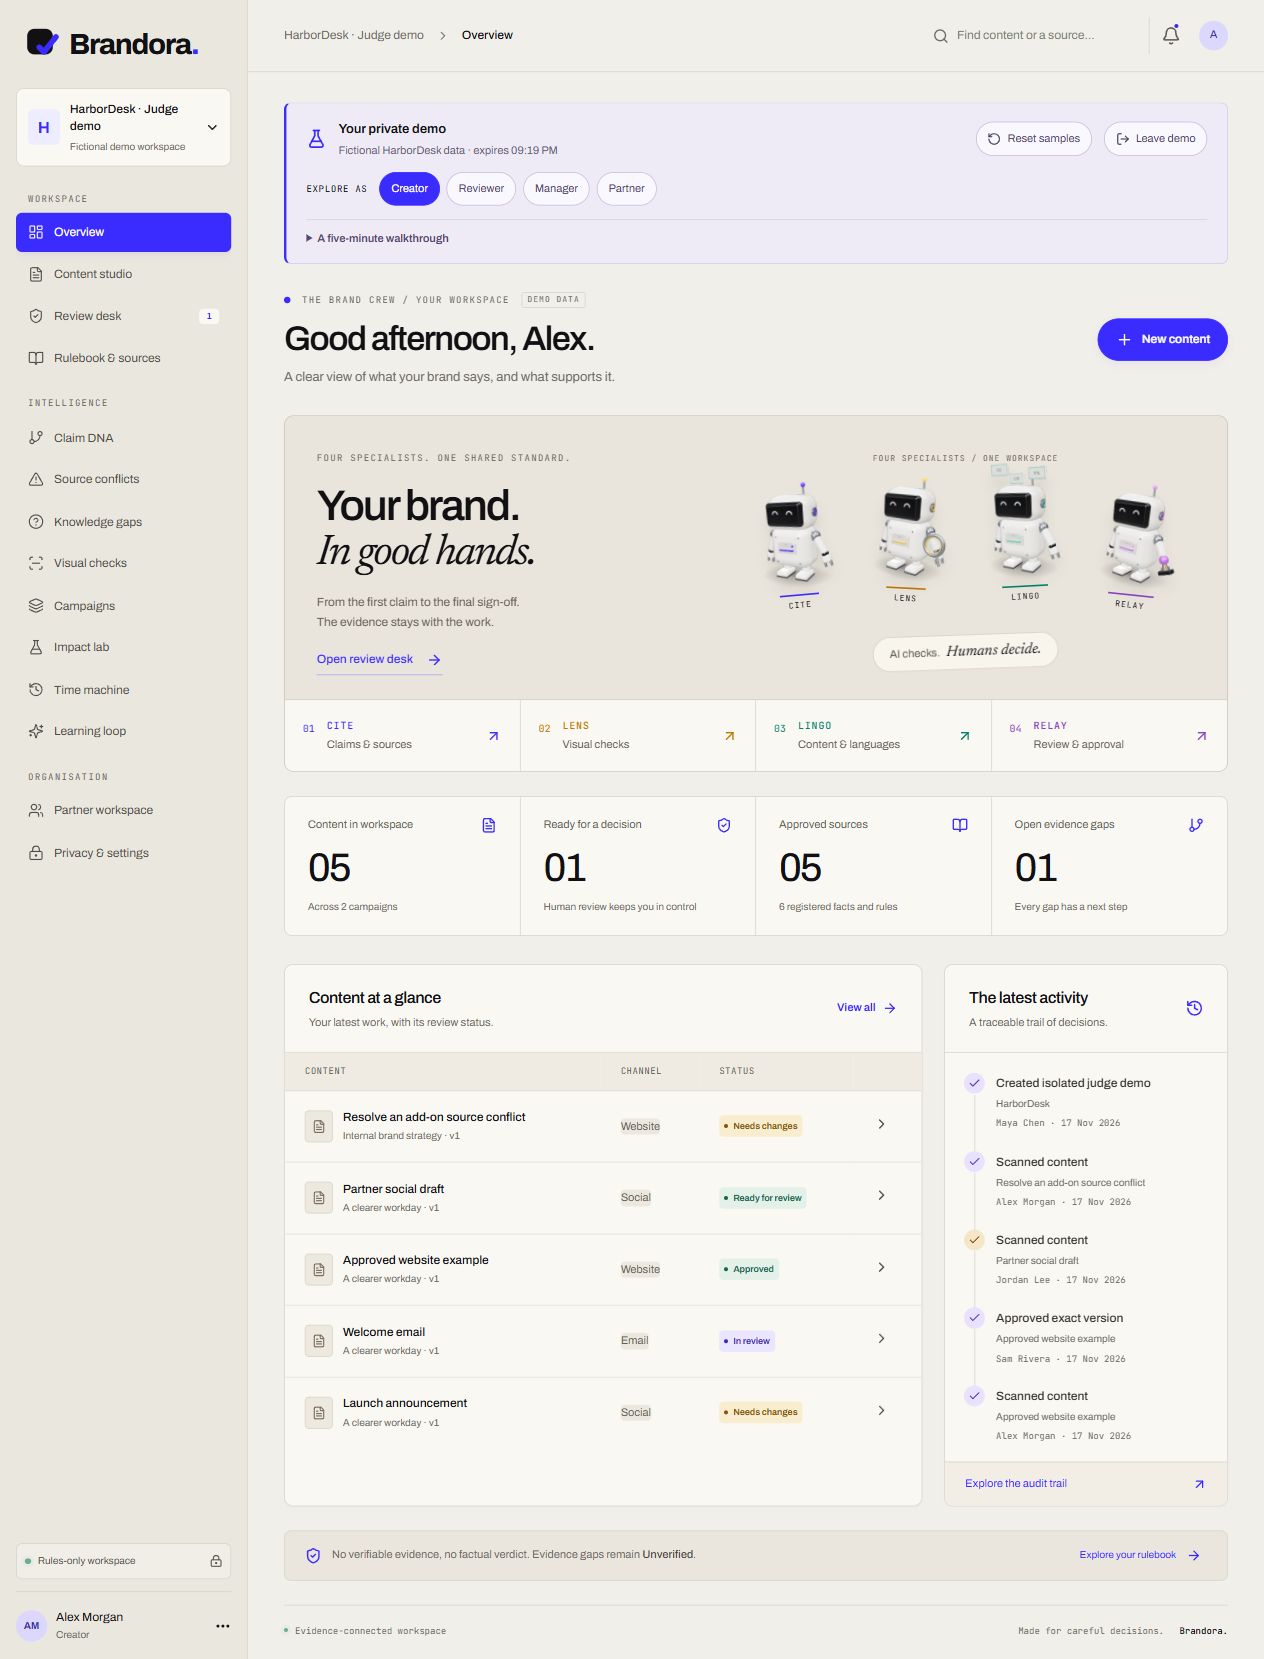 Brandora.
H
HarborDesk · Judge
demo
Fictional demo workspace
WORKSPACE
Overview
Content studio
Review desk
1
Rulebook & sources
INTELLIGENCE
Claim DNA
Source conflicts
Knowledge gaps
Visual checks
Campaigns
Impact lab
Time machine
Learning loop
ORGANISATION
Partner workspace
Privacy & settings
Rules-only workspace
AM
Alex Morgan
Creator
HarborDesk · Judge demo
Overview
Find content or a source...
A
Your private demo
Fictional HarborDesk data · expires 09:19 PM
Reset samples
Leave demo
EXPLORE AS
Creator
Reviewer
Manager
Partner
A five-minute walkthrough
THE BRAND CREW / YOUR WORKSPACE
DEMO DATA
Good afternoon, Alex.
A clear view of what your brand says, and what supports it.
New content
FOUR SPECIALISTS. ONE SHARED STANDARD.
Your brand.
In good hands.
From the first claim to the final sign-off.
The evidence stays with the work.
Open review desk
FOUR SPECIALISTS / ONE WORKSPACE
CITE
LENS
LINGO
RELAY
AI checks. Humans decide.
01 CITE
Claims & sources
02 LENS
Visual checks
03 LINGO
Content & languages
04 RELAY
Review & approval
Content in workspace
05
Across 2 campaigns
Ready for a decision
01
Human review keeps you in control
Approved sources
05
6 registered facts and rules
Open evidence gaps
01
Every gap has a next step
Content at a glance
Your latest work, with its review status.
View all
CONTENT CHANNEL STATUS
Resolve an add-on source conflict
Internal brand strategy · v1
Website
Needs changes
Partner social draft
A clearer workday · v1
Social
Ready for review
Approved website example
A clearer workday · v1
Website
Approved
Welcome email
A clearer workday · v1
Email
In review
Launch announcement
A clearer workday · v1
Social
Needs changes
The latest activity
A traceable trail of decisions.
Created isolated judge demo
HarborDesk
Maya Chen · 17 Nov 2026
Scanned content
Resolve an add-on source conflict
Alex Morgan · 17 Nov 2026
Scanned content
Partner social draft
Jordan Lee · 17 Nov 2026
Approved exact version
Approved website example
Sam Rivera · 17 Nov 2026
Scanned content
Approved website example
Alex Morgan · 17 Nov 2026
Explore the audit trail
No verifiable evidence, no factual verdict. Evidence gaps remain Unverified.
Explore your rulebook
Evidence-connected workspace
Made for careful decisions. Brandora.